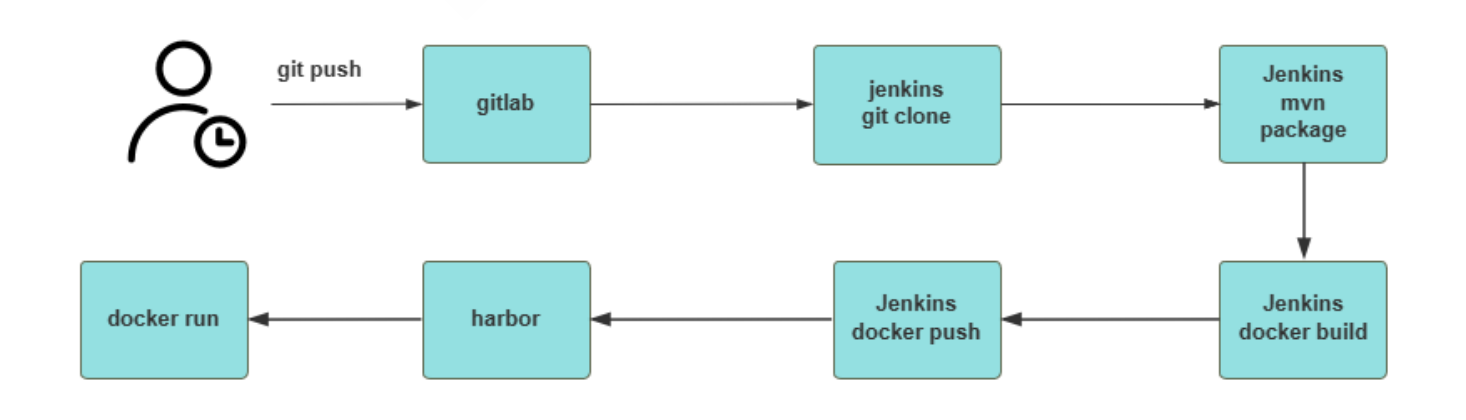 git push
gitlab
jenkins
git clone
Jenkins
mvn
package
docker run
harbor
Jenkins
docker push
Jenkins
docker build